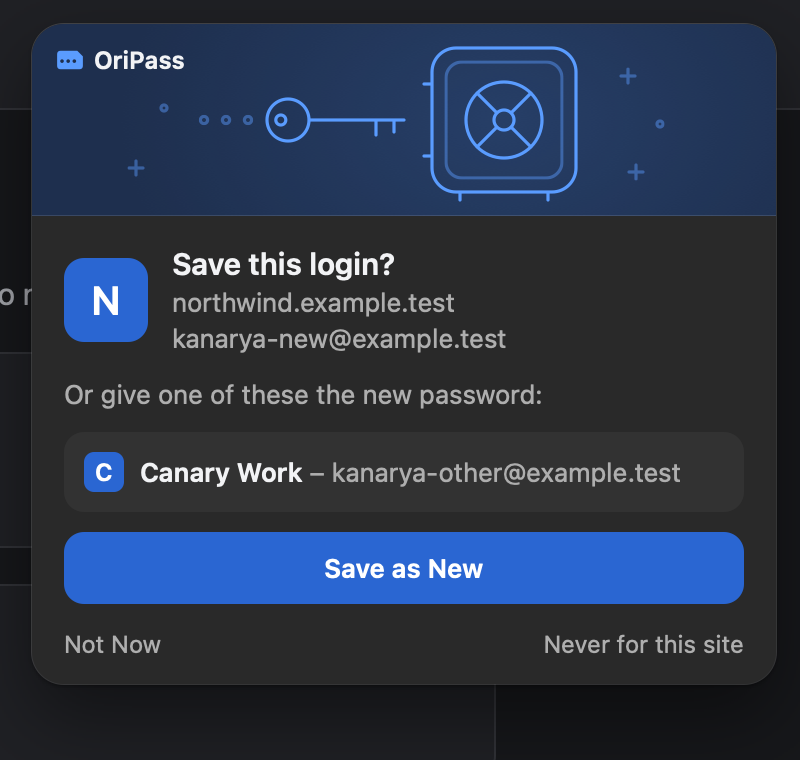 OriPass
N
Save this login?
northwind.example.test
kanarya-new@example.test
Or give one of these the new password:
C
Canary Work – kanarya-other@example.test
Save as New
Not Now
Never for this site